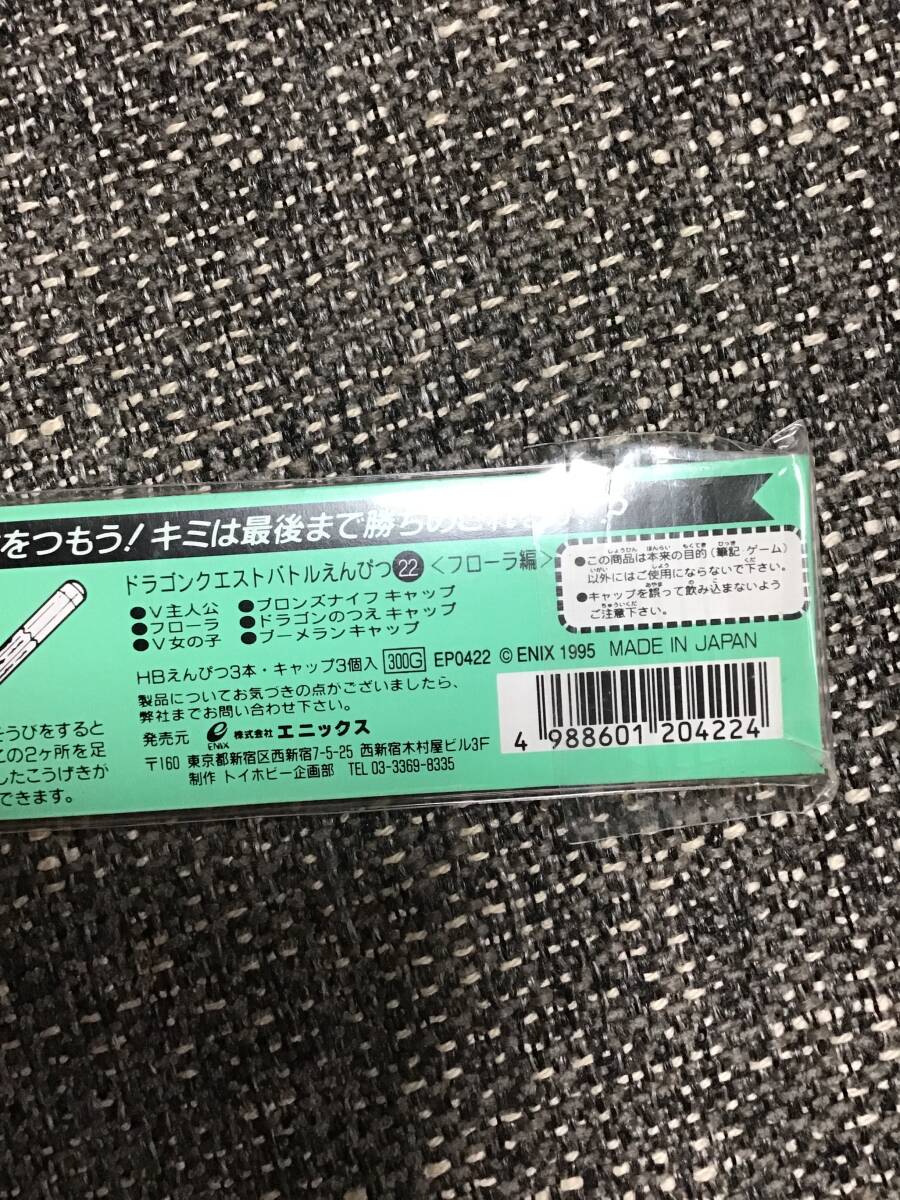 をつもう!キミは最後まで勝ち
ドラゴンクエストバトルえんぴつ22<フローラ編>
●V主人公 ●ブロンズナイフ キャップ
●フローラ ●ドラゴンのつえ キャップ
●V女の子 ●ブーメランキャップ
HBえんぴつ3本・キャップ3個入 300G EP0422 © ENIX 1995 MADE IN JAPAN
製品についてお気づきの点がございましたら、
弊社までお問い合わせ下さい。
発売元 ENIX 株式会社 エニックス
〒160 東京都新宿区西新宿7-5-25 西新宿木村屋ビル3F
制作 トイホビー企画部 TEL 03-3369-8335
●この商品は本来の目的(筆記 ゲーム)
以外にはご使用にならないで下さい。
●キャップを誤って飲み込まないよう
ご注意下さい。
4 988601 204224
そうびをすると
この2ヶ所を足
したこうげきが
できます。